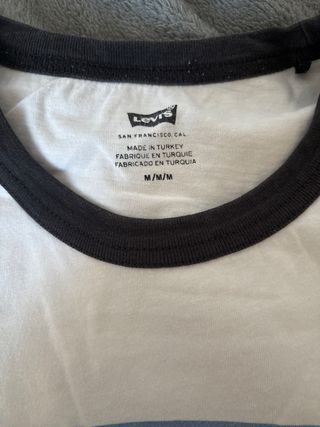 Levi's
SAN FRANCISCO, CAL.
MADE IN TURKEY
FABRIQUE EN TURQUIE
FABRICADO EN TURQUIA
M/M/M